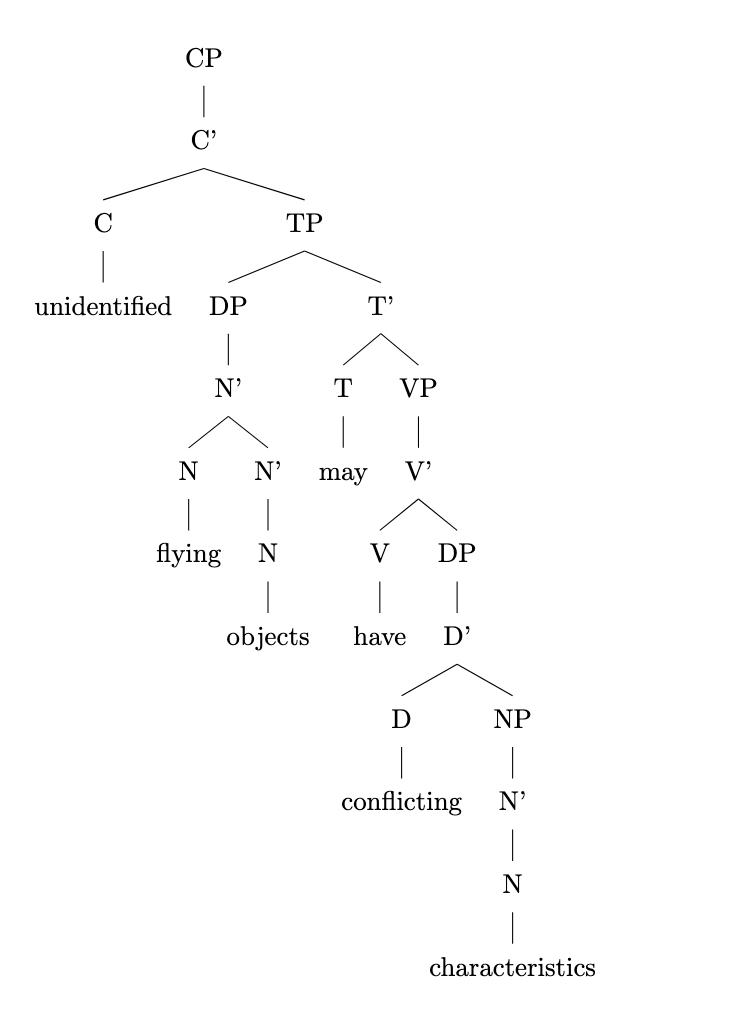 CP
C'
C TP
unidentified DP T'
N' T VP
N N' may V'
flying N V DP
objects have D'
D NP
conflicting N'
N
characteristics